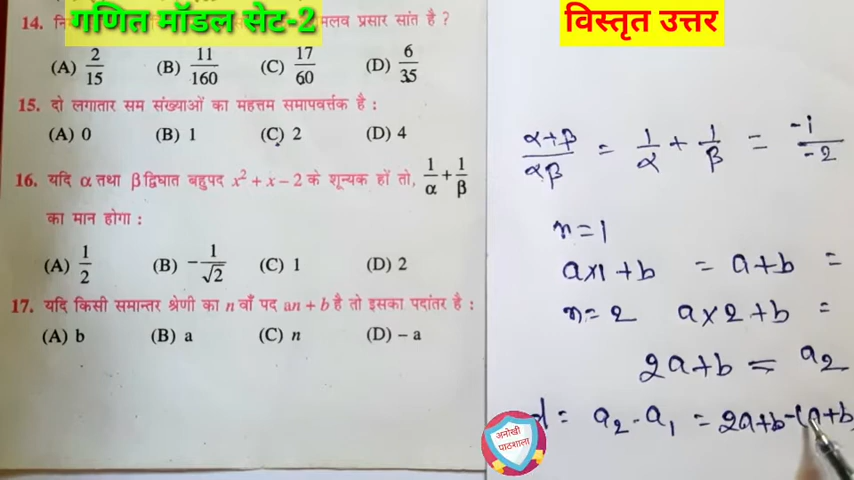 गणित मॉडल सेट-2
विस्तृत उत्तर
14. मलव प्रसार सांत है ?
(A) 2/15 (B) 11/160 (C) 17/60 (D) 6/35
15. दो लगातार सम संख्याओं का महत्तम समापवर्त्तक है :
(A) 0 (B) 1 (C) 2 (D) 4
16. यदि α तथा β द्विघात बहुपद x² + x – 2 के शून्यक हों तो, 1/α + 1/β
का मान होगा :
(A) 1/2 (B) –1/√2 (C) 1 (D) 2
17. यदि किसी समान्तर श्रेणी का n वाँ पद an + b है तो इसका पदांतर है :
(A) b (B) a (C) n (D) – a
α+β/αβ = 1/α + 1/β = -1/-2
n=1
a×1+b = a+b =
n=2 a×2+b =
2a+b = a₂
d = a₂-a₁ = 2a+b-(a+b
अनोखी
पाठशाला